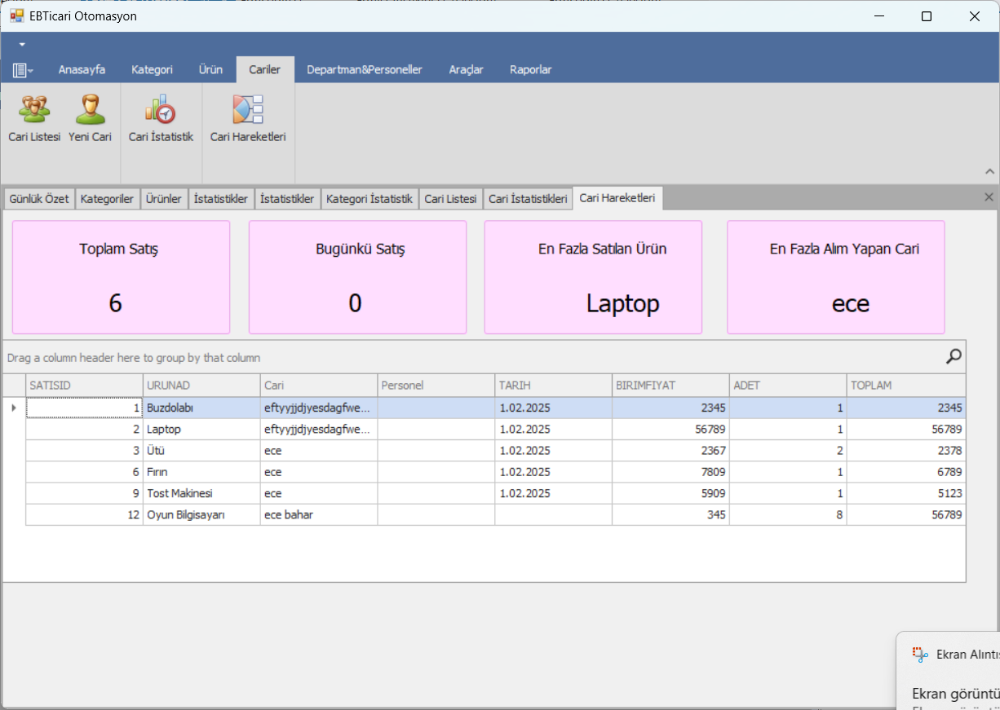 EBTicari Otomasyon
Anasayfa Kategori Ürün Cariler Departman&Personeller Araçlar Raporlar
Cari Listesi Yeni Cari Cari İstatistik Cari Hareketleri
Günlük Özet Kategoriler Ürünler İstatistikler İstatistikler Kategori İstatistik Cari Listesi Cari İstatistikleri Cari Hareketleri
Toplam Satış Bugünkü Satış En Fazla Satılan Ürün En Fazla Alım Yapan Cari
6 0 Laptop ece
Drag a column header here to group by that column
SATISID URUNAD Cari Personel TARIH BIRIMFIYAT ADET TOPLAM
1 Buzdolabı eftyyjjdjyesdagfwe... 1.02.2025 2345 1 2345
2 Laptop eftyyjjdjyesdagfwe... 1.02.2025 56789 1 56789
3 Ütü ece 1.02.2025 2367 2 2378
6 Fırın ece 1.02.2025 7809 1 6789
9 Tost Makinesi ece 1.02.2025 5909 1 5123
12 Oyun Bilgisayarı ece bahar 345 8 56789
Ekran Alıntıs
Ekran görüntü